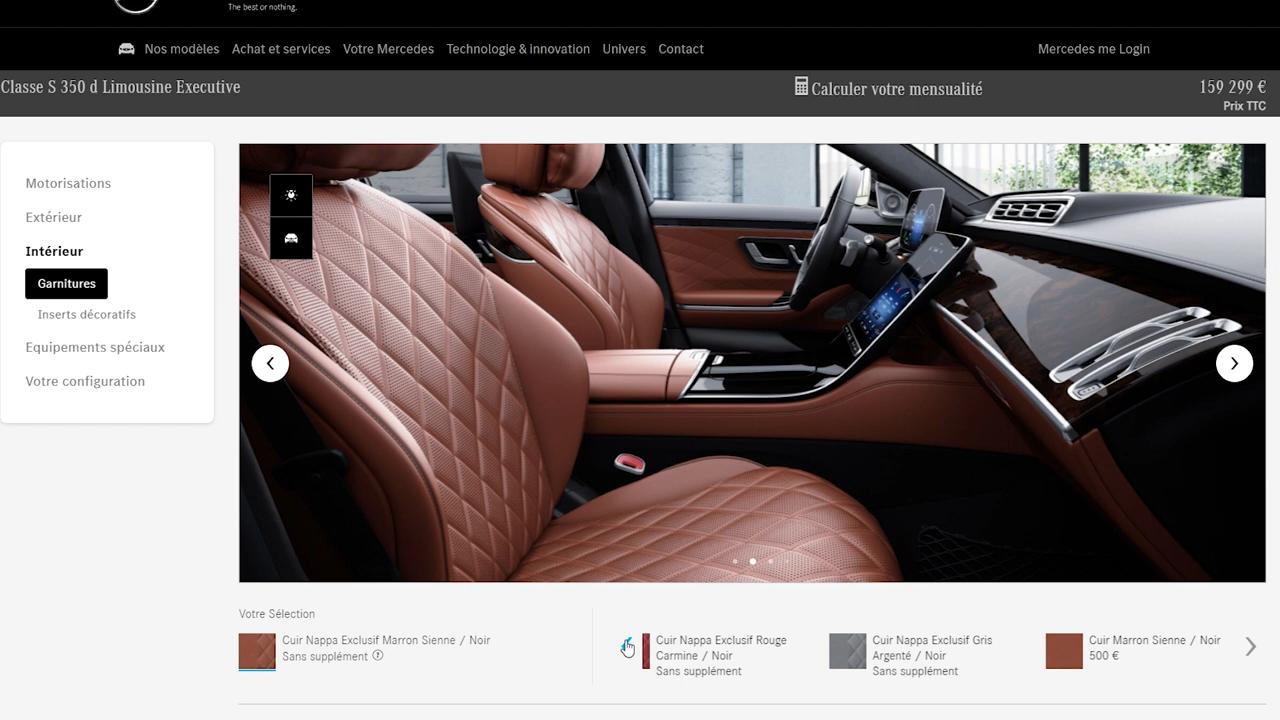 The best or nothing.
Nos modèles Achat et services Votre Mercedes Technologie & innovation Univers Contact Mercedes me Login
Classe S 350 d Limousine Executive Calculer votre mensualité 159 299 €
Prix TTC
Motorisations
Extérieur
Intérieur
Garnitures
Inserts décoratifs
Equipements spéciaux
Votre configuration
Votre Sélection
Cuir Nappa Exclusif Marron Sienne / Noir
Sans supplément
Cuir Nappa Exclusif Rouge
Carmine / Noir
Sans supplément
Cuir Nappa Exclusif Gris
Argenté / Noir
Sans supplément
Cuir Marron Sienne / Noir
500 €